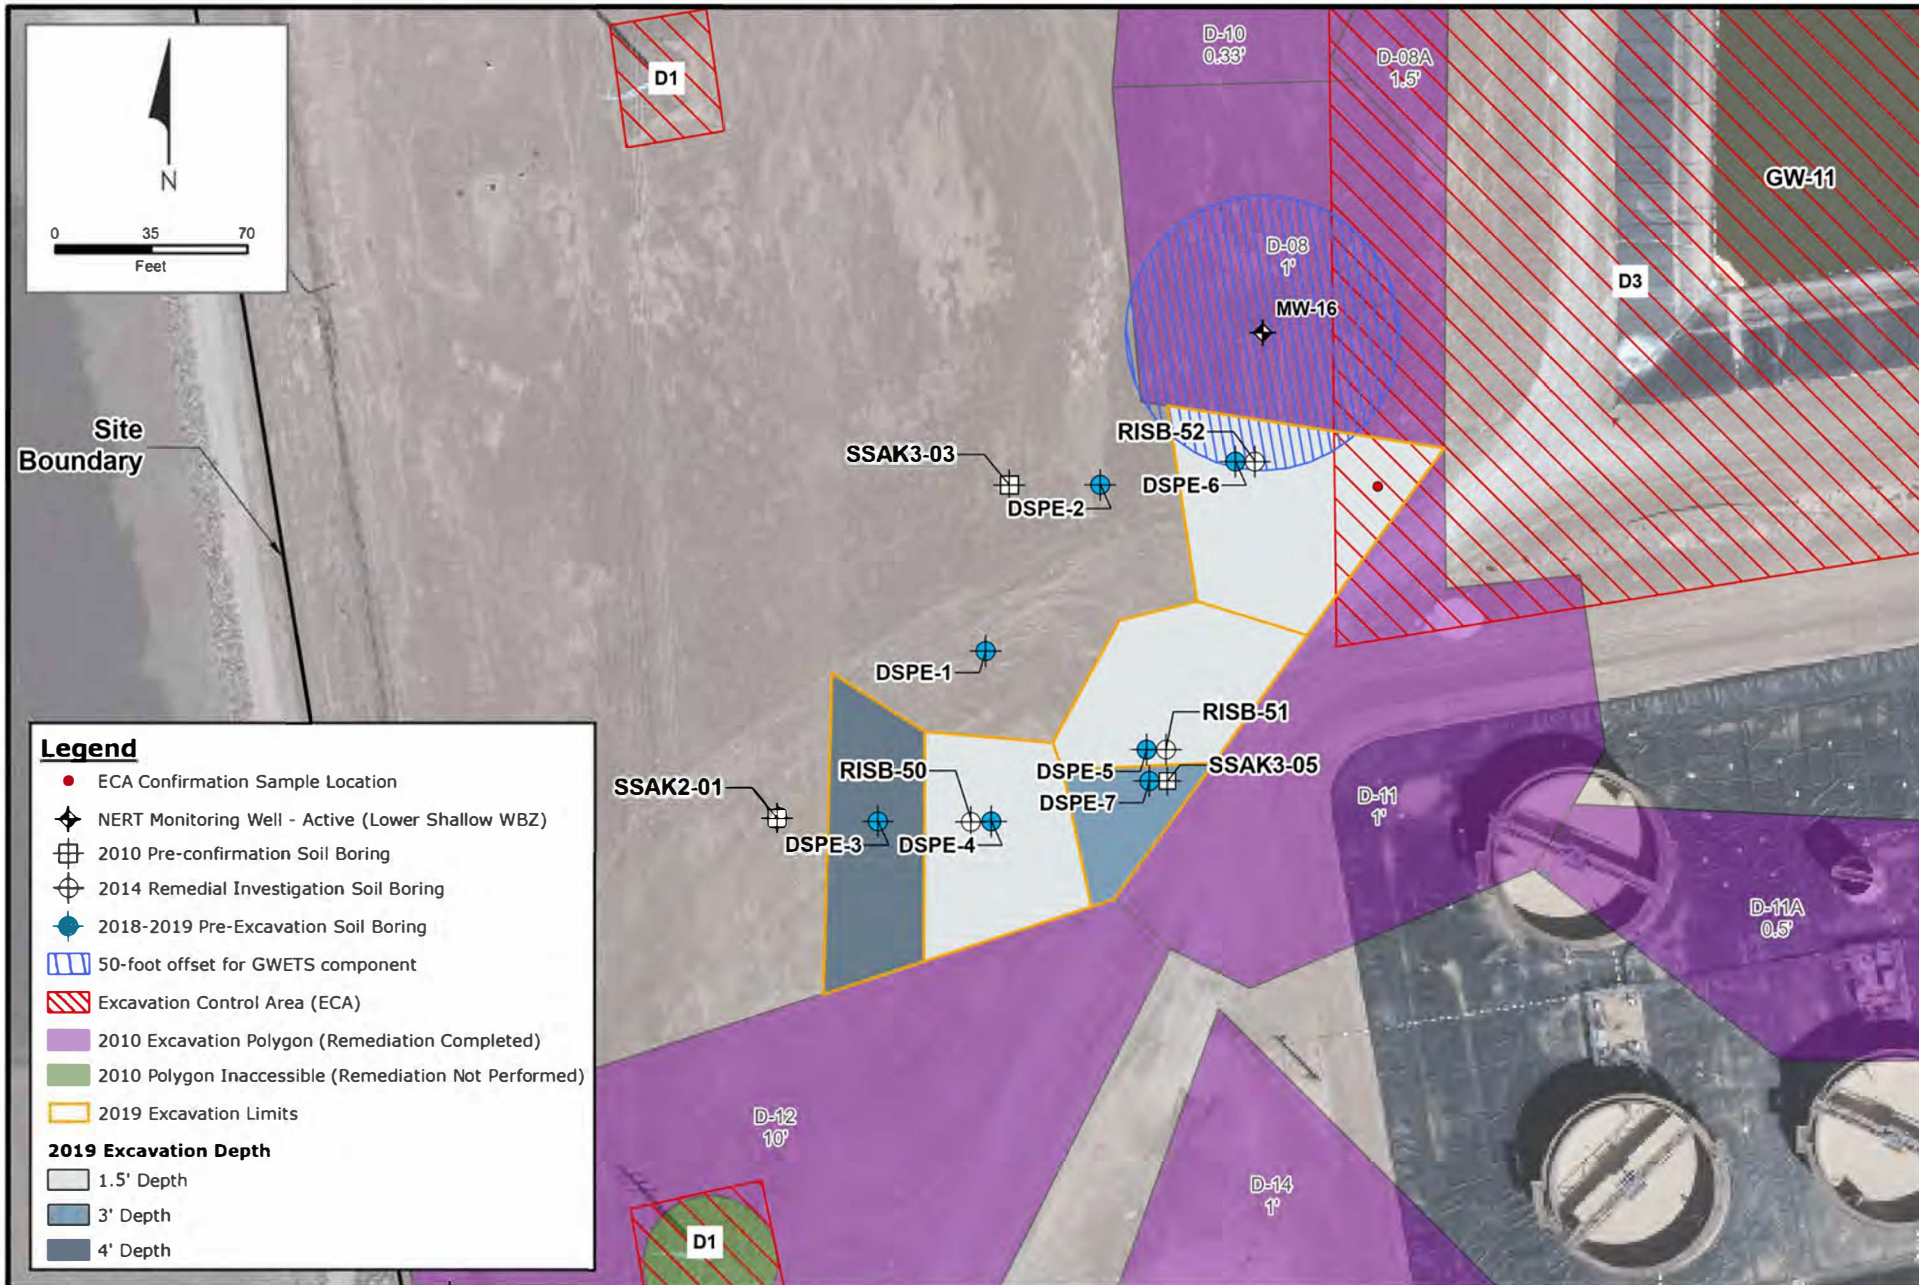 D-10
0.33'
D-08A
1.5'
D1
GW-11
N
0 35 70
Feet
D-08
1'
D3
MW-16
Site
Boundary
RISB-52
SSAK3-03
DSPE-6
DSPE-2
DSPE-1
RISB-51
SSAK3-05
DSPE-5
DSPE-7
RISB-50
SSAK2-01
DSPE-3
DSPE-4
D-11
1'
D-11A
0.5'
Legend
ECA Confirmation Sample Location
NERT Monitoring Well - Active (Lower Shallow WBZ)
2010 Pre-confirmation Soil Boring
2014 Remedial Investigation Soil Boring
2018-2019 Pre-Excavation Soil Boring
50-foot offset for GWETS component
Excavation Control Area (ECA)
2010 Excavation Polygon (Remediation Completed)
2010 Polygon Inaccessible (Remediation Not Performed)
2019 Excavation Limits
2019 Excavation Depth
1.5' Depth
3' Depth
4' Depth
D-12
10'
D-14
1'
D1